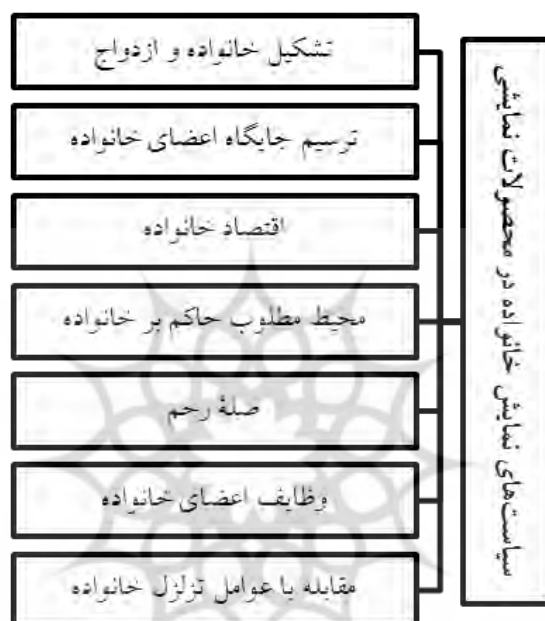 سیاست‌های نمایش خانواده در محصولات نمایشی
تشکیل خانواده و ازدواج
ترسیم جایگاه اعضای خانواده
اقتصاد خانواده
محیط مطلوب حاکم بر خانواده
صلۀ رحم
وظایف اعضای خانواده
مقابله با عوامل تزلزل خانواده